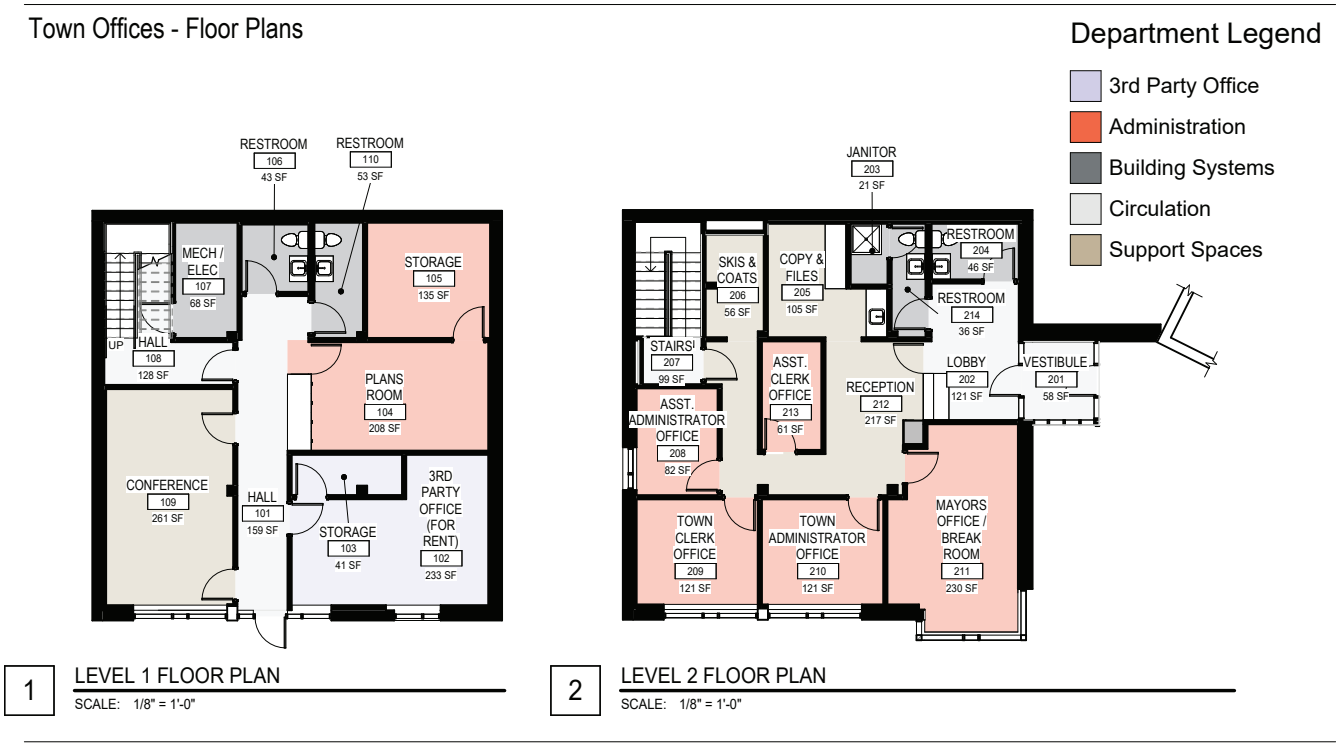 Town Offices - Floor Plans
Department Legend
3rd Party Office
Administration
Building Systems
Circulation
Support Spaces
RESTROOM
106
43 SF
RESTROOM
110
53 SF
MECH /
ELEC
107
68 SF
STORAGE
105
135 SF
UP
HALL
108
128 SF
PLANS
ROOM
104
208 SF
CONFERENCE
109
261 SF
HALL
101
159 SF
STORAGE
103
41 SF
3RD
PARTY
OFFICE
(FOR
RENT)
102
233 SF
1
LEVEL 1 FLOOR PLAN
SCALE: 1/8" = 1'-0"
JANITOR
203
21 SF
SKIS &
COATS
206
56 SF
COPY &
FILES
205
105 SF
RESTROOM
204
46 SF
RESTROOM
214
36 SF
STAIRS
207
99 SF
ASST.
CLERK
OFFICE
213
61 SF
RECEPTION
212
217 SF
LOBBY
202
121 SF
VESTIBULE
201
58 SF
ASST.
ADMINISTRATOR
OFFICE
208
82 SF
TOWN
CLERK
OFFICE
209
121 SF
TOWN
ADMINISTRATOR
OFFICE
210
121 SF
MAYORS
OFFICE /
BREAK
ROOM
211
230 SF
2
LEVEL 2 FLOOR PLAN
SCALE: 1/8" = 1'-0"